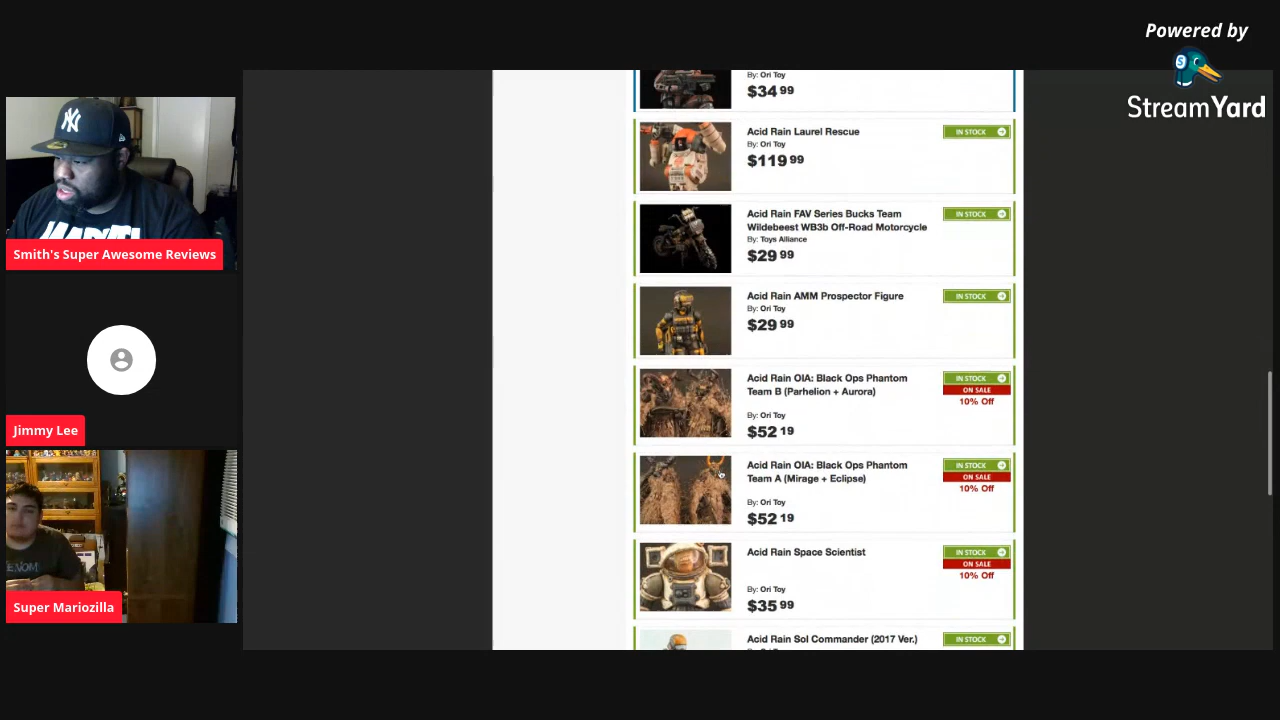 Powered by
StreamYard
Smith's Super Awesome Reviews
Jimmy Lee
ENOM
Super Mariozilla
By: Ori Toy
$34 99
Acid Rain Laurel Rescue
By: Ori Toy
$119 99
IN STOCK
Acid Rain FAV Series Bucks Team
Wildebeest WB3b Off-Road Motorcycle
By: Toys Alliance
$29 99
IN STOCK
Acid Rain AMM Prospector Figure
By: Ori Toy
$29 99
IN STOCK
Acid Rain OIA: Black Ops Phantom
Team B (Parhelion + Aurora)
By: Ori Toy
$52 19
IN STOCK
ON SALE
10% Off
Acid Rain OIA: Black Ops Phantom
Team A (Mirage + Eclipse)
By: Ori Toy
$52 19
IN STOCK
ON SALE
10% Off
Acid Rain Space Scientist
By: Ori Toy
$35 99
IN STOCK
ON SALE
10% Off
Acid Rain Sol Commander (2017 Ver.)
IN STOCK